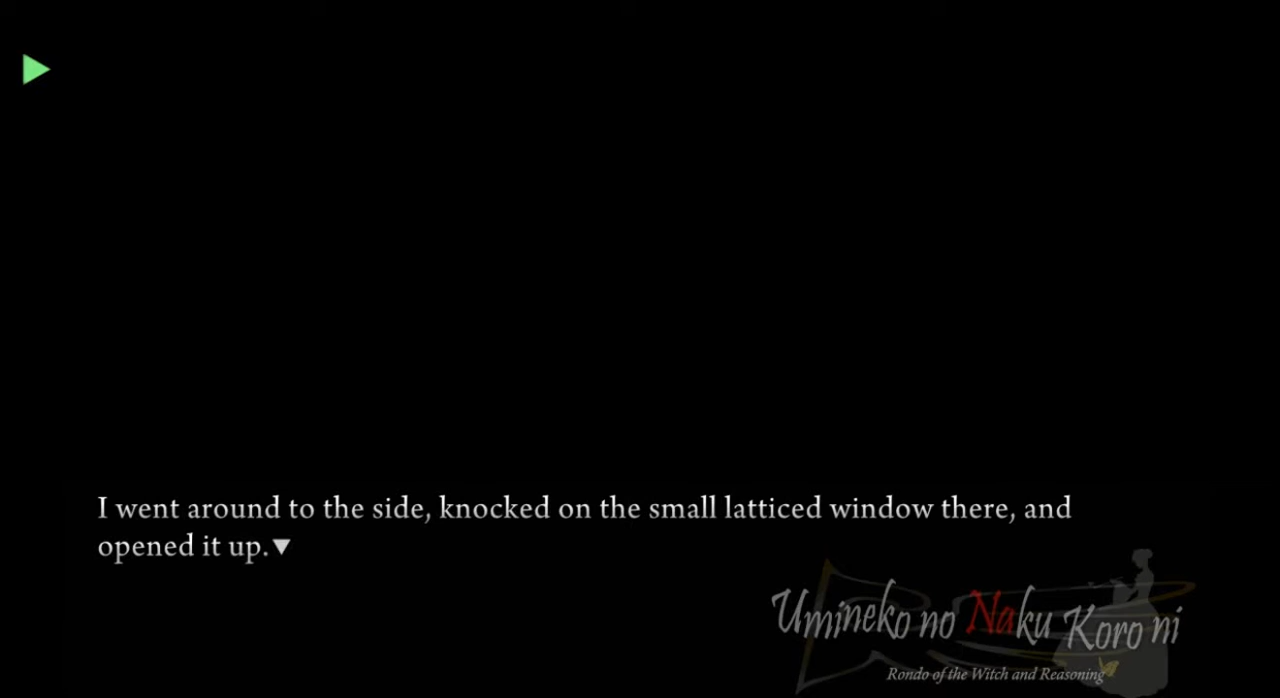 I went around to the side, knocked on the small latticed window there, and
opened it up.▼
Umineko no Naku Koro ni
Rondo of the Witch and Reasoning